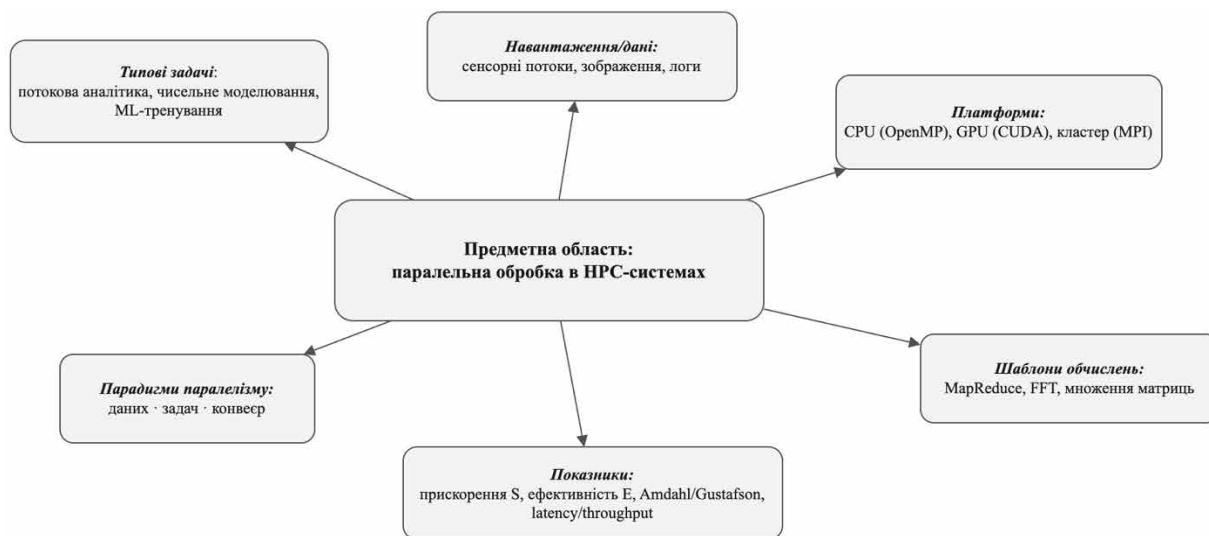 Навантаження/дані:
сенсорні потоки, зображення, логи
Типові задачі:
потокова аналітика, чисельне моделювання,
ML-тренування
Платформи:
CPU (OpenMP), GPU (CUDA), кластер (MPI)
Предметна область:
паралельна обробка в HPC-системах
Парадигми паралелізму:
даних · задач · конвеєр
Шаблони обчислень:
MapReduce, FFT, множення матриць
Показники:
прискорення S, ефективність E, Amdahl/Gustafson,
latency/throughput